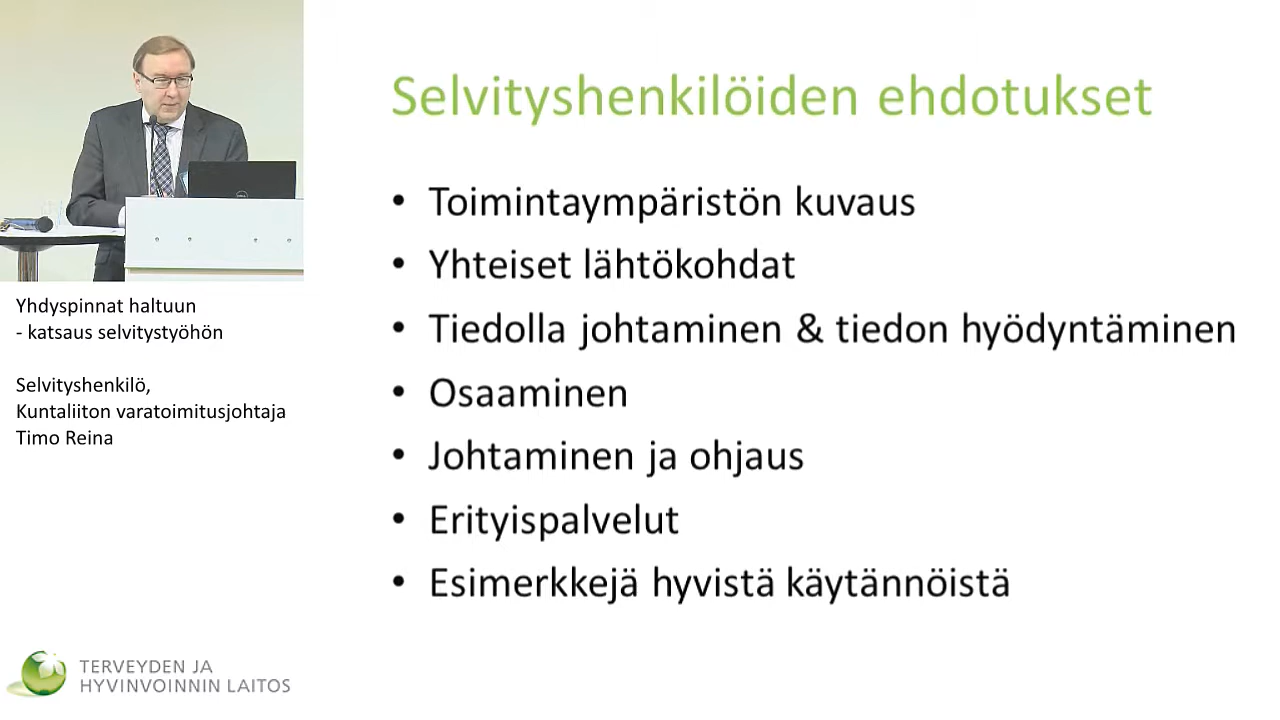 Selvityshenkilöiden ehdotukset
• Toimintaympäristön kuvaus
• Yhteiset lähtökohdat
• Tiedolla johtaminen & tiedon hyödyntäminen
• Osaaminen
• Johtaminen ja ohjaus
• Erityispalvelut
• Esimerkkejä hyvistä käytännöistä
Yhdyspinnat haltuun
- katsaus selvitystyöhön
Selvityshenkilö,
Kuntaliiton varatoimitusjohtaja
Timo Reina
TERVEYDEN JA
HYVINVOINNIN LAITOS